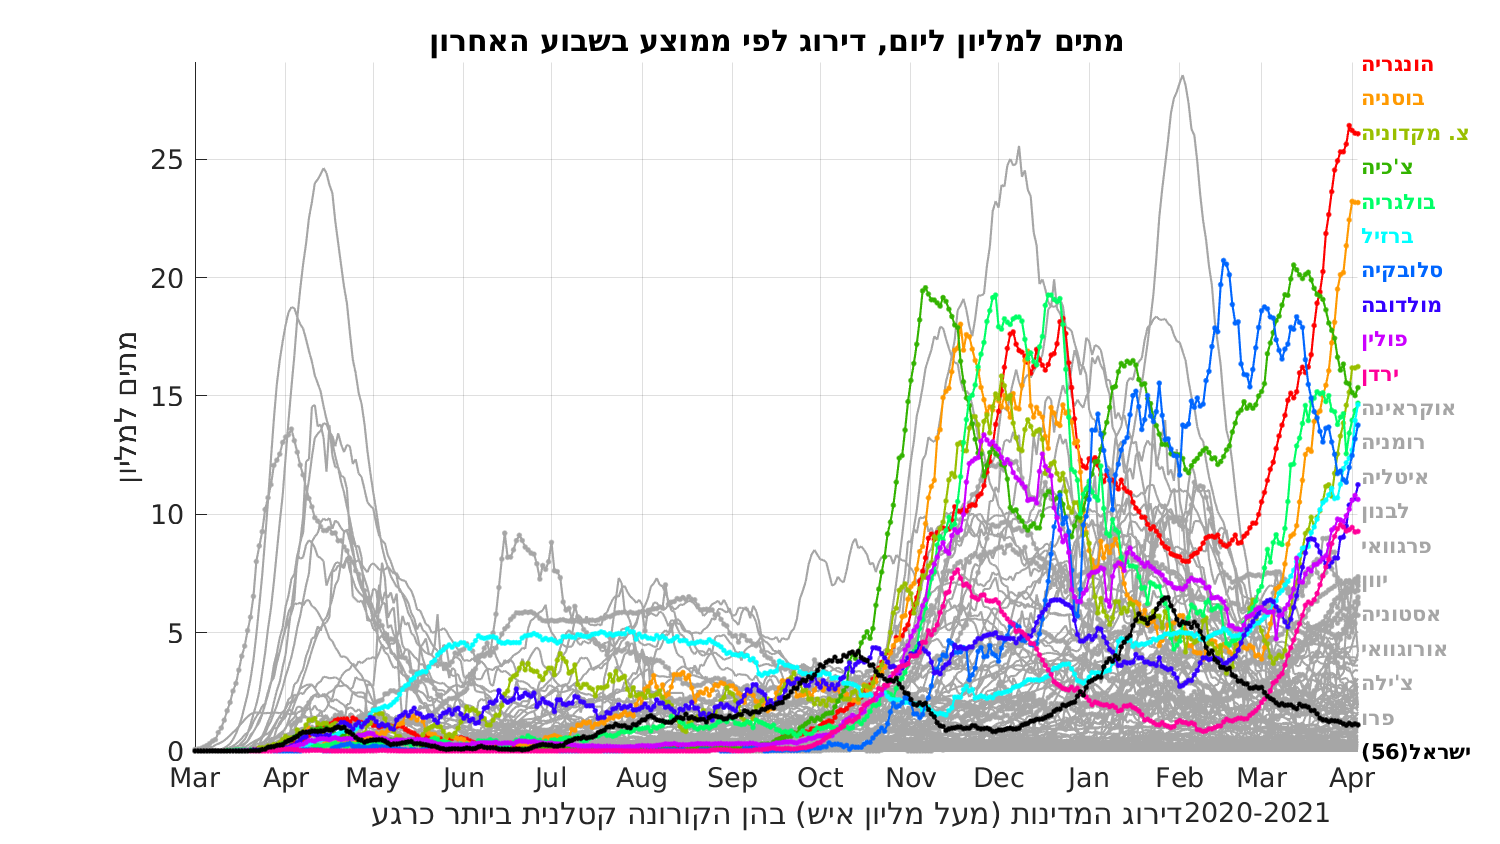 מתים למליון ליום, דירוג לפי ממוצע בשבוע האחרון
מתים למליון
25
20
15
10
5
0
Mar Apr May Jun Jul Aug Sep Oct Nov Dec Jan Feb Mar Apr
דירוג המדינות (מעל מליון איש) בהן הקורונה קטלנית ביותר כרגע2020-2021
הונגריה
בוסניה
צ. מקדוניה
צ'כיה
בולגריה
ברזיל
סלובקיה
מולדובה
פולין
ירדן
אוקראינה
רומניה
איטליה
לבנון
פרגוואי
יוון
אסטוניה
אורוגוואי
צ'ילה
פרו
ישראל(56)